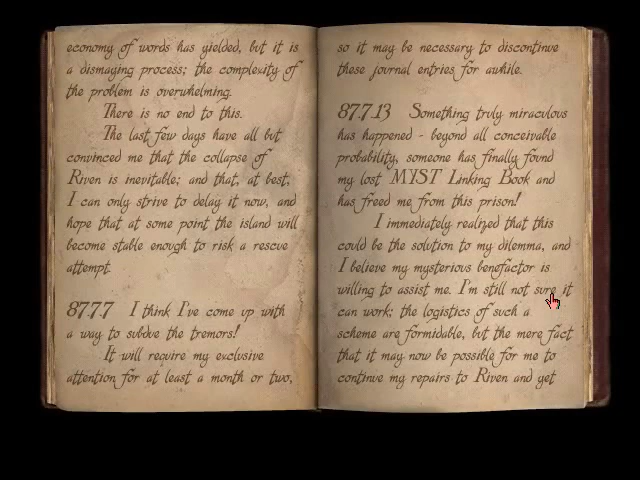 economy of words has yielded, but it is
a dismaying process; the complexity of
the problem is overwhelming.
There is no end to this.
The last few days have all but
convinced me that the collapse of
Riven is inevitable; and that, at best,
I can only strive to delay it now, and
hope that at some point the island will
become stable enough to risk a rescue
attempt.
87.7.7 I think I've come up with
a way to subdue the tremors!
It will require my exclusive
attention for at least a month or two,
so it may be necessary to discontinue
these journal entries for awhile.
87.7.13 Something truly miraculous
has happened - beyond all conceivable
probability, someone has finally found
my lost MYST Linking Book and
has freed me from this prison!
I immediately realized that this
could be the solution to my dilemma, and
I believe my mysterious benefactor is
willing to assist me. I'm still not sure it
can work; the logistics of such a
scheme are formidable, but the mere fact
that it may now be possible for me to
continue my repairs to Riven and yet